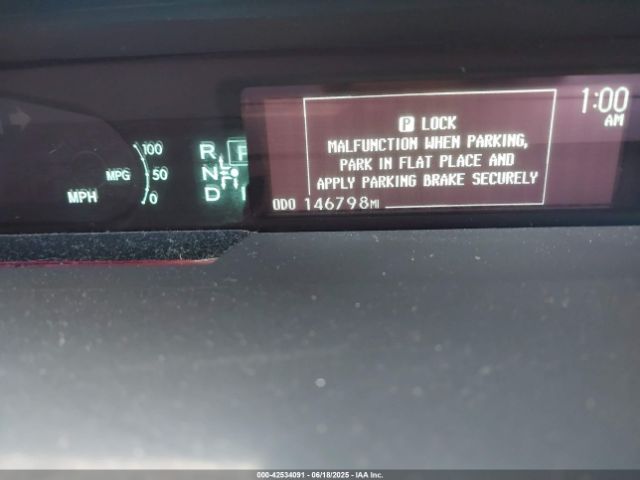 1:00
AM
P LOCK
MALFUNCTION WHEN PARKING,
PARK IN FLAT PLACE AND
APPLY PARKING BRAKE SECURELY
ODO 146798MI
100
MPG 50
0
MPH
R P
N
D
000-42534091 - 06/18/2025 - IAA Inc.